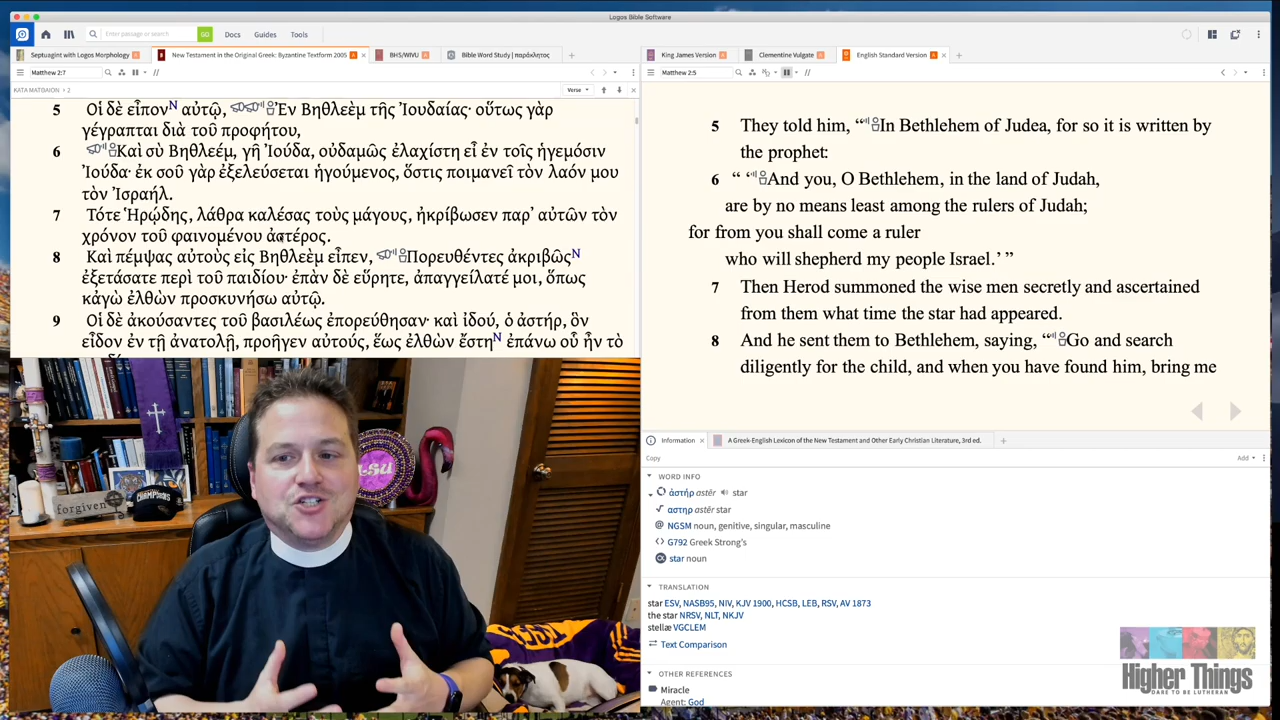 Logos Bible Software
Enter passage or search
GO
Docs
Guides
Tools
Septuagint with Logos Morphology
New Testament in the Original Greek: Byzantine Textform 2005
BHS/WIVU
Bible Word Study | παράκλητος
Matthew 2:7
ΚΑΤΑ ΜΑΤΘΑΙΟΝ > 2
Verse
5 Οἱ δὲ εἶπονN αὐτῷ, Ἐν Βηθλεὲμ τῆς Ἰουδαίας· οὕτως γὰρ
γέγραπται διὰ τοῦ προφήτου,
6 Καὶ σὺ Βηθλεέμ, γῆ Ἰούδα, οὐδαμῶς ἐλαχίστη εἶ ἐν τοῖς ἡγεμόσιν
Ἰούδα· ἐκ σοῦ γὰρ ἐξελεύσεται ἡγούμενος, ὅστις ποιμανεῖ τὸν λαόν μου
τὸν Ἰσραήλ.
7 Τότε Ἡρῴδης, λάθρα καλέσας τοὺς μάγους, ἠκρίβωσεν παρ’ αὐτῶν τὸν
χρόνον τοῦ φαινομένου ἀστέρος.
8 Καὶ πέμψας αὐτοὺς εἰς Βηθλεὲμ εἶπεν, Πορευθέντες ἀκριβῶςN
ἐξετάσατε περὶ τοῦ παιδίου· ἐπὰν δὲ εὕρητε, ἀπαγγείλατέ μοι, ὅπως
κἀγὼ ἐλθὼν προσκυνήσω αὐτῷ.
9 Οἱ δὲ ἀκούσαντες τοῦ βασιλέως ἐπορεύθησαν· καὶ ἰδού, ὁ ἀστήρ, ὃν
εἶδον ἐν τῇ ἀνατολῇ, προῆγεν αὐτούς, ἕως ἐλθὼν ἔστηN ἐπάνω οὗ ἦν τὸ
King James Version
Clementine Vulgate
English Standard Version
Matthew 2:5
5 They told him, “In Bethlehem of Judea, for so it is written by
the prophet:
6 “ ‘And you, O Bethlehem, in the land of Judah,
are by no means least among the rulers of Judah;
for from you shall come a ruler
who will shepherd my people Israel.’ ”
7 Then Herod summoned the wise men secretly and ascertained
from them what time the star had appeared.
8 And he sent them to Bethlehem, saying, “Go and search
diligently for the child, and when you have found him, bring me
Information
A Greek-English Lexicon of the New Testament and Other Early Christian Literature, 3rd ed.
Copy
Add
WORD INFO
ἀστήρ astēr star
αστηρ astēr star
@ NGSM noun, genitive, singular, masculine
G792 Greek Strong's
star noun
TRANSLATION
star ESV, NASB95, NIV, KJV 1900, HCSB, LEB, RSV, AV 1873
the star NRSV, NLT, NKJV
stellæ VGCLEM
Text Comparison
OTHER REFERENCES
Miracle
Agent: God
forgiven
CHAMPIONS
LSU
Higher Things
DARE TO BE LUTHERAN